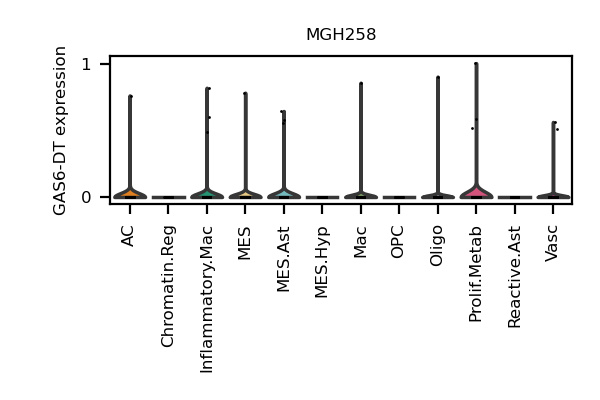 MGH258
GAS6-DT expression
1
0
AC
Chromatin.Reg
Inflammatory.Mac
MES
MES.Ast
MES.Hyp
Mac
OPC
Oligo
Prolif.Metab
Reactive.Ast
Vasc